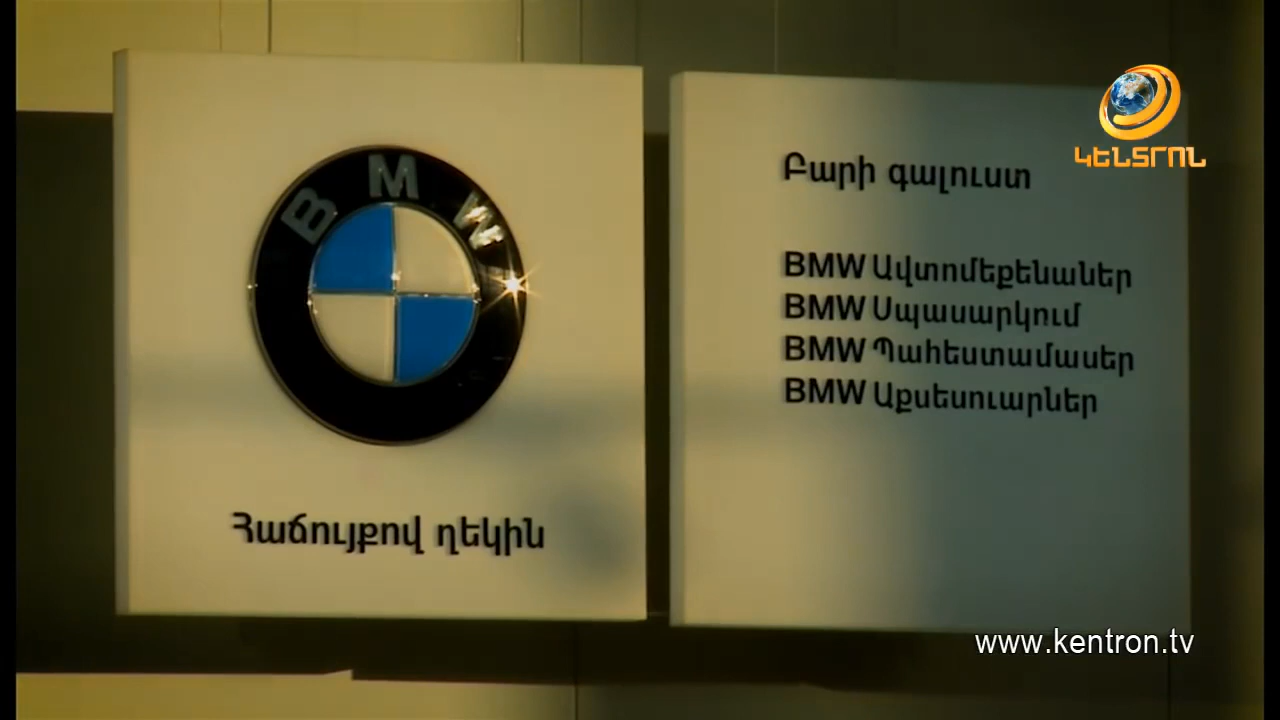 BMW
Հաճույքով ղեկին
Բարի գալուստ
BMW Ավտոմեքենաներ
BMW Սպասարկում
BMW Պահեստամասեր
BMW Աքսեսուարներ
ԿԵՆՏՐՈՆ
www.kentron.tv